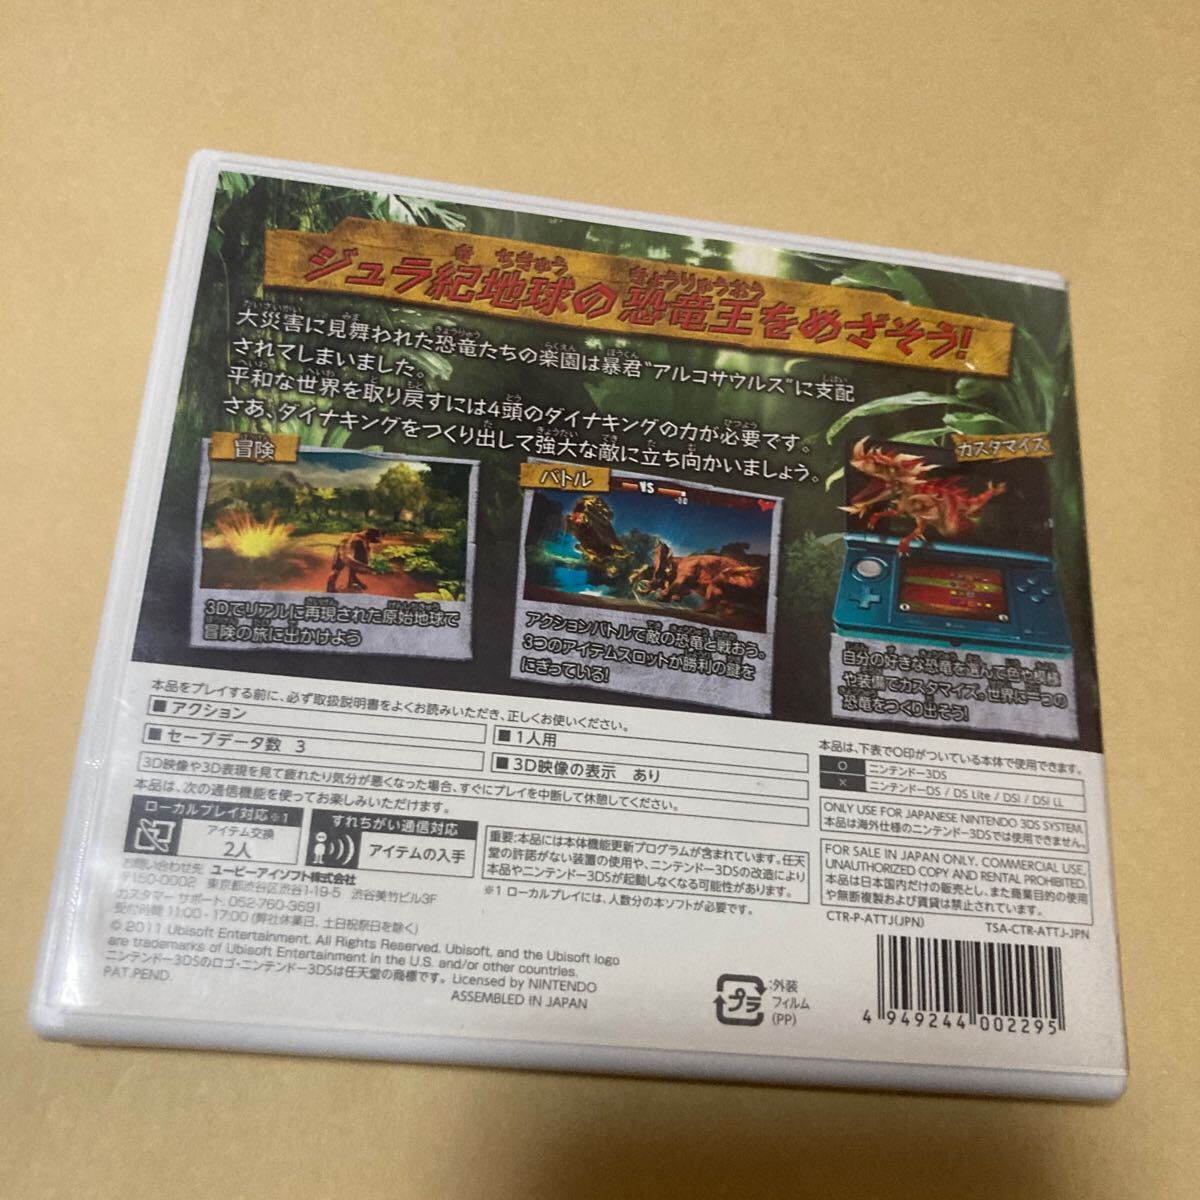 ジュラ紀地球の恐竜王をめざそう!
き ちきゅう きょうりゅうおう
大災害に見舞われた恐竜たちの楽園は暴君"アルコサウルス"に支配
されてしまいました。
平和な世界を取り戻すには4頭のダイナキングの力が必要です。
さあ、ダイナキングをつくり出して強大な敵に立ち向かいましょう。
冒険
3Dでリアルに再現された原始地球で
冒険の旅に出かけよう
バトル
VS
アクションバトルで敵の恐竜と戦おう。
3つのアイテムスロットが勝利の鍵を
にぎっている!
カスタマイズ
自分の好きな恐竜を選んで色や模様
や装備でカスタマイズ。世界に一つの
恐竜をつくり出そう!
本品をプレイする前に、必ず取扱説明書をよくお読みいただき、正しくお使いください。
■アクション
■1人用
■セーブデータ数 3
■3D映像の表示 あり
3D映像や3D表現を見て疲れたり気分が悪くなった場合、すぐにプレイを中断して休憩してください。
本品は、次の通信機能を使ってお楽しみいただけます。
ローカルプレイ対応※1
アイテム交換
2人
すれちがい通信対応
アイテムの入手
重要:本品には本体機能更新プログラムが含まれています。任天
堂の許諾がない装置の使用や、ニンテンドー3DSの改造により
本品やニンテンドー3DSが起動しなくなる可能性があります。
※1 ローカルプレイには、人数分の本ソフトが必要です。
本品は、下表で○印がついている本体で使用できます。
○ ニンテンドー3DS
× ニンテンドーDS / DS Lite / DSi / DSi LL
ONLY USE FOR JAPANESE NINTENDO 3DS SYSTEM.
本品は海外仕様のニンテンドー3DSでは使用できません。
FOR SALE IN JAPAN ONLY. COMMERCIAL USE,
UNAUTHORIZED COPY AND RENTAL PROHIBITED.
本品は日本国内だけの販売とし、また商業目的の使用
や無断複製および賃貸は禁止されています。
CTR-P-ATTJ(JPN)
TSA-CTR-ATTJ-JPN
お問い合わせ先 ユービーアイソフト株式会社
〒150-0002 東京都渋谷区渋谷1-19-5 渋谷美竹ビル3F
カスタマー サポート: 052-760-3691
受付時間 11:00 - 17:00 (弊社休業日、土日祝祭日を除く)
© 2011 Ubisoft Entertainment. All Rights Reserved. Ubisoft, and the Ubisoft logo
are trademarks of Ubisoft Entertainment in the U.S. and/or other countries.
ニンテンドー3DSのロゴ・ニンテンドー3DSは任天堂の商標です。 Licensed by NINTENDO
PAT.PEND.
ASSEMBLED IN JAPAN
プラ
:外装
フィルム
(PP)
4 949244 002295